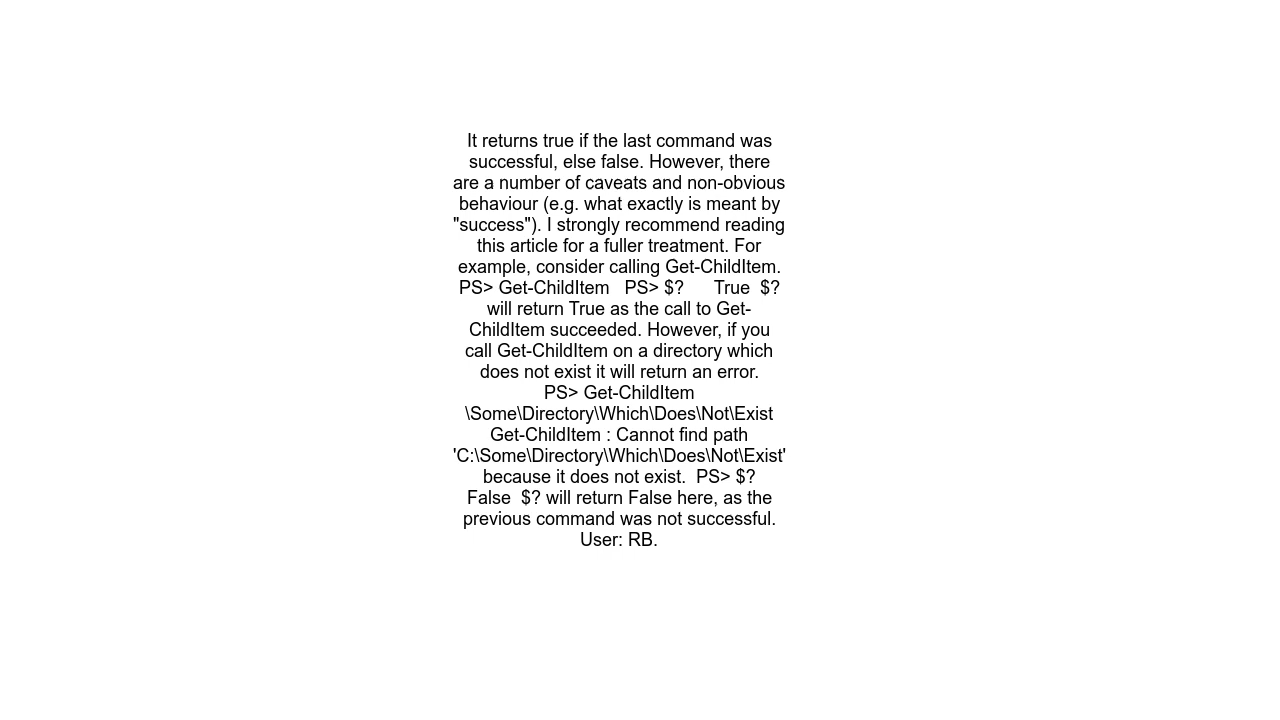 It returns true if the last command was
successful, else false. However, there
are a number of caveats and non-obvious
behaviour (e.g. what exactly is meant by
"success"). I strongly recommend reading
this article for a fuller treatment. For
example, consider calling Get-ChildItem.
PS> Get-ChildItem   PS> $?      True  $?
will return True as the call to Get-
ChildItem succeeded. However, if you
call Get-ChildItem on a directory which
does not exist it will return an error.
PS> Get-ChildItem
\Some\Directory\Which\Does\Not\Exist
Get-ChildItem : Cannot find path
'C:\Some\Directory\Which\Does\Not\Exist'
because it does not exist.  PS> $?
False  $? will return False here, as the
previous command was not successful.
User: RB.